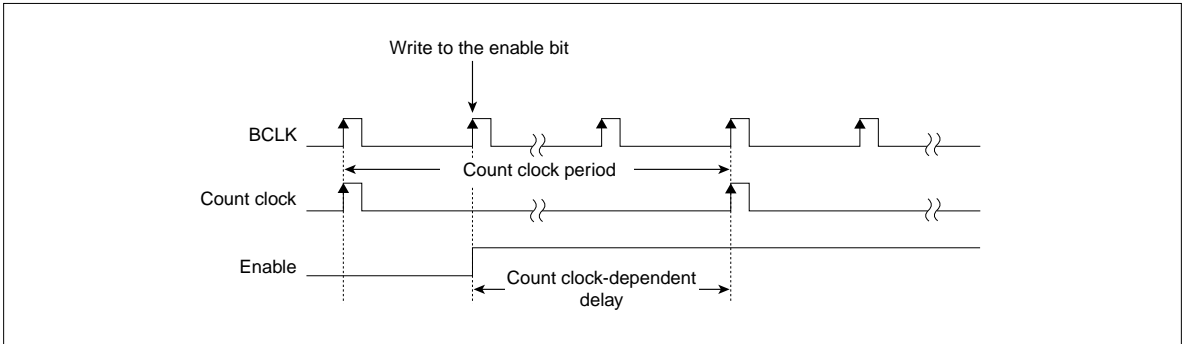 Write to the enable bit
BCLK
Count clock period
Count clock
Enable
Count clock-dependent
delay